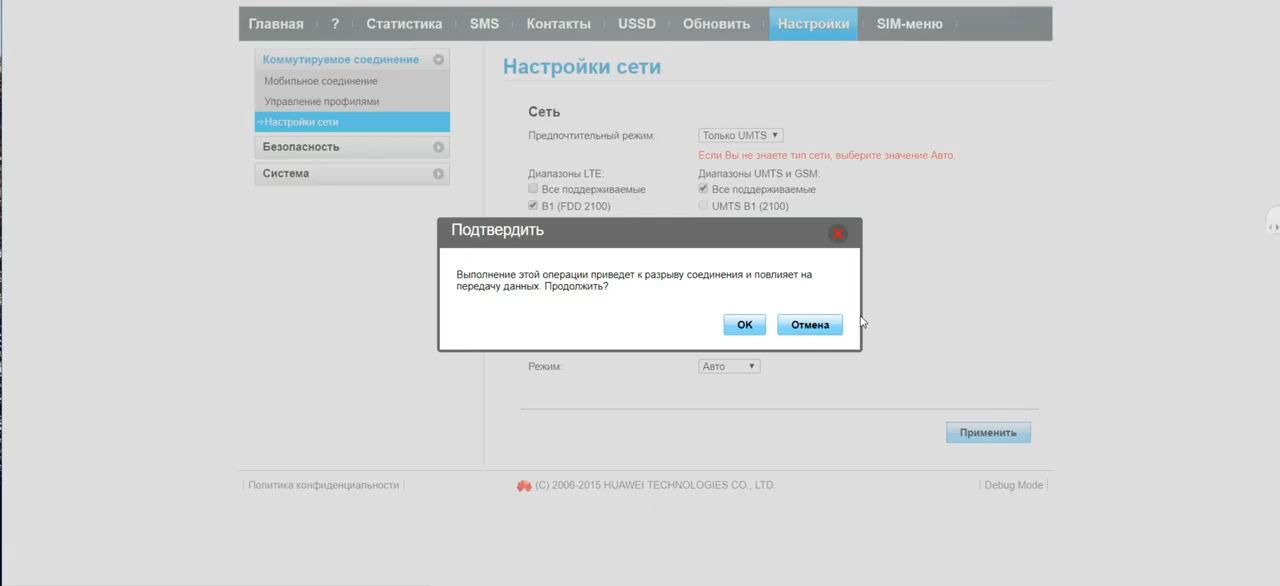 Главная ? Статистика SMS Контакты USSD Обновить Настройки SIM-меню
Коммутируемое соединение
Мобильное соединение
Управление профилями
Настройки сети
Безопасность
Система
Настройки сети
Сеть
Предпочтительный режим: Только UMTS
Если Вы не знаете тип сети, выберите значение Авто.
Диапазоны LTE: Диапазоны UMTS и GSM:
Все поддерживаемые Все поддерживаемые
B1 (FDD 2100) UMTS B1 (2100)
Подтвердить
Выполнение этой операции приведет к разрыву соединения и повлияет на
передачу данных. Продолжить?
OK Отмена
Режим: Авто
Применить
Политика конфиденциальности (C) 2006-2015 HUAWEI TECHNOLOGIES CO., LTD. Debug Mode